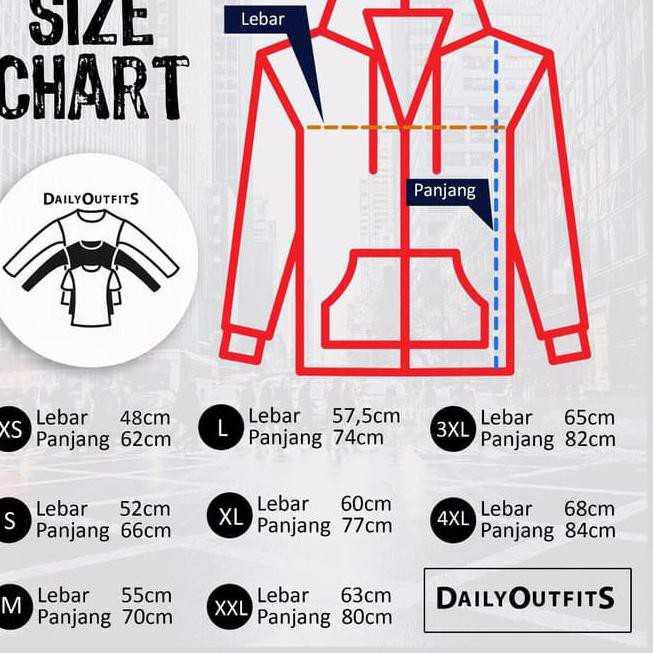 SIZE
CHART
Lebar
DAILYOUTFITS
Panjang
XS Lebar 48cm
Panjang 62cm
S Lebar 52cm
Panjang 66cm
M Lebar 55cm
Panjang 70cm
L Lebar 57,5cm
Panjang 74cm
XL Lebar 60cm
Panjang 77cm
XXL Lebar 63cm
Panjang 80cm
3XL Lebar 65cm
Panjang 82cm
4XL Lebar 68cm
Panjang 84cm
DAILYOUTFITS